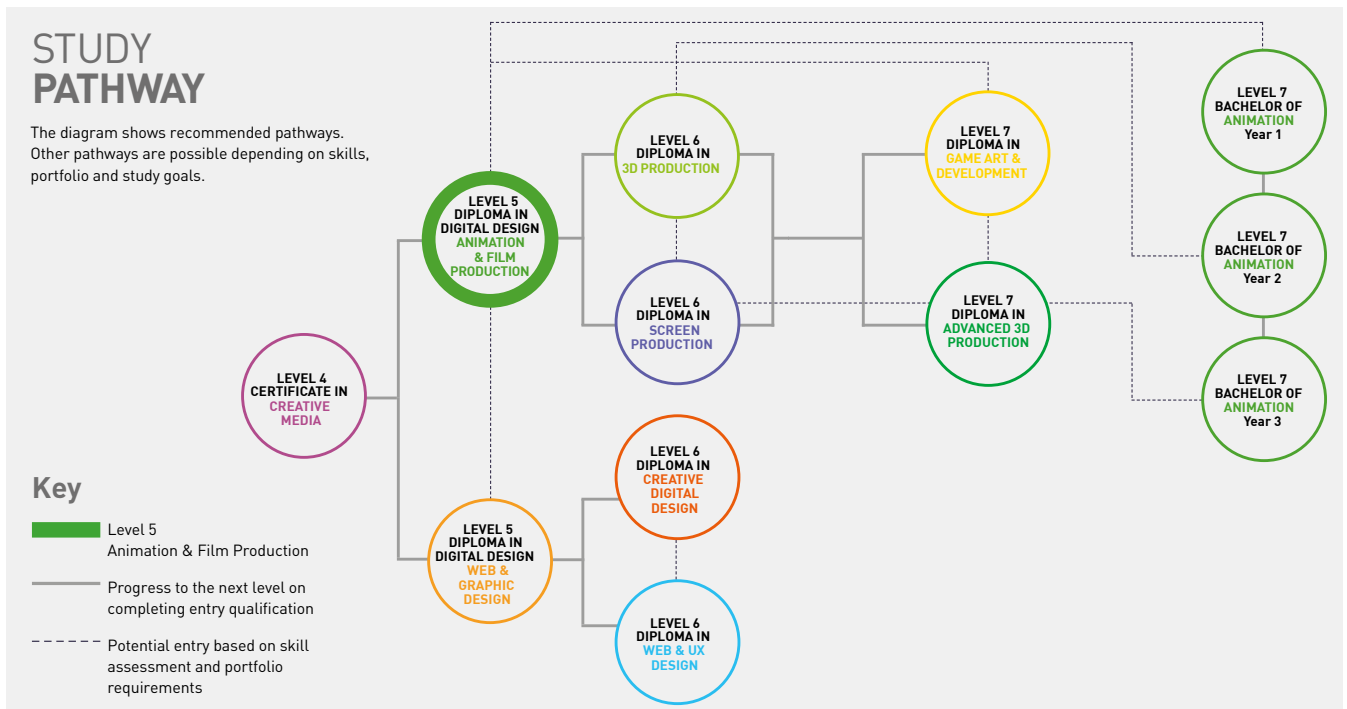 STUDY
PATHWAY
The diagram shows recommended pathways.
Other pathways are possible depending on skills,
portfolio and study goals.
LEVEL 4
CERTIFICATE IN
CREATIVE
MEDIA
LEVEL 5
DIPLOMA IN
DIGITAL DESIGN
ANIMATION
& FILM
PRODUCTION
LEVEL 5
DIPLOMA IN
DIGITAL DESIGN
WEB &
GRAPHIC
DESIGN
LEVEL 6
DIPLOMA IN
3D PRODUCTION
LEVEL 6
DIPLOMA IN
SCREEN
PRODUCTION
LEVEL 6
DIPLOMA IN
CREATIVE
DIGITAL
DESIGN
LEVEL 6
DIPLOMA IN
WEB & UX
DESIGN
LEVEL 7
DIPLOMA IN
GAME ART &
DEVELOPMENT
LEVEL 7
DIPLOMA IN
ADVANCED 3D
PRODUCTION
LEVEL 7
BACHELOR OF
ANIMATION
Year 1
LEVEL 7
BACHELOR OF
ANIMATION
Year 2
LEVEL 7
BACHELOR OF
ANIMATION
Year 3
Key
Level 5
Animation & Film Production
Progress to the next level on
completing entry qualification
Potential entry based on skill
assessment and portfolio
requirements